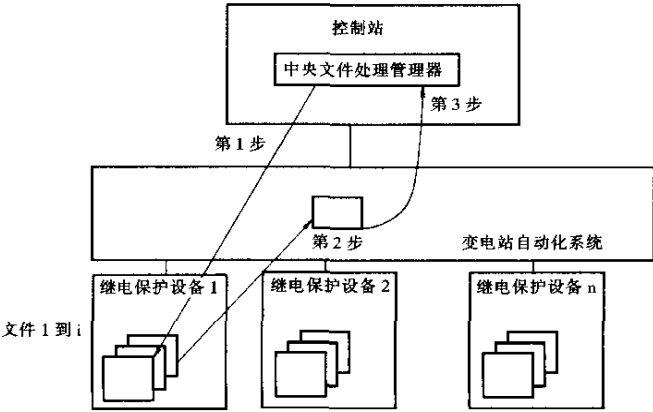 控制站
中央文件处理管理器
第3步
第1步
第2步
变电站自动化系统
继电保护设备1
继电保护设备2
继电保护设备n
文件1到i